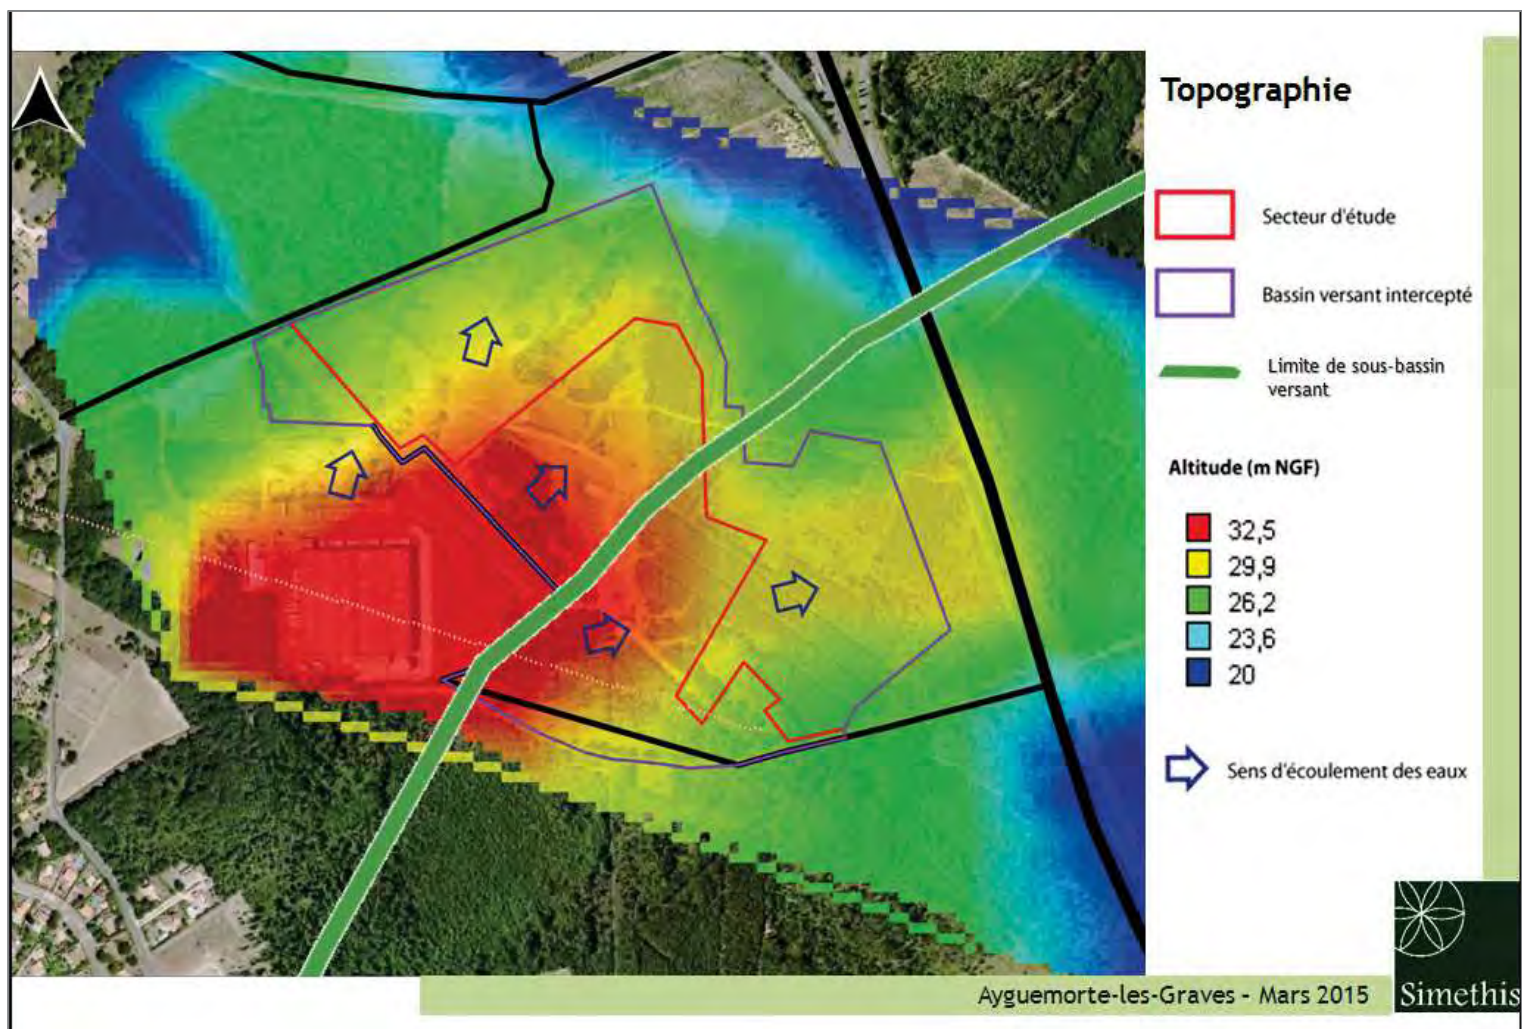 Topographie
Secteur d'étude
Bassin versant intercepté
Limite de sous-bassin
versant
Altitude (m NGF)
32,5
29,9
26,2
23,6
20
Sens d'écoulement des eaux
Ayguemorte-les-Graves - Mars 2015
Simethis